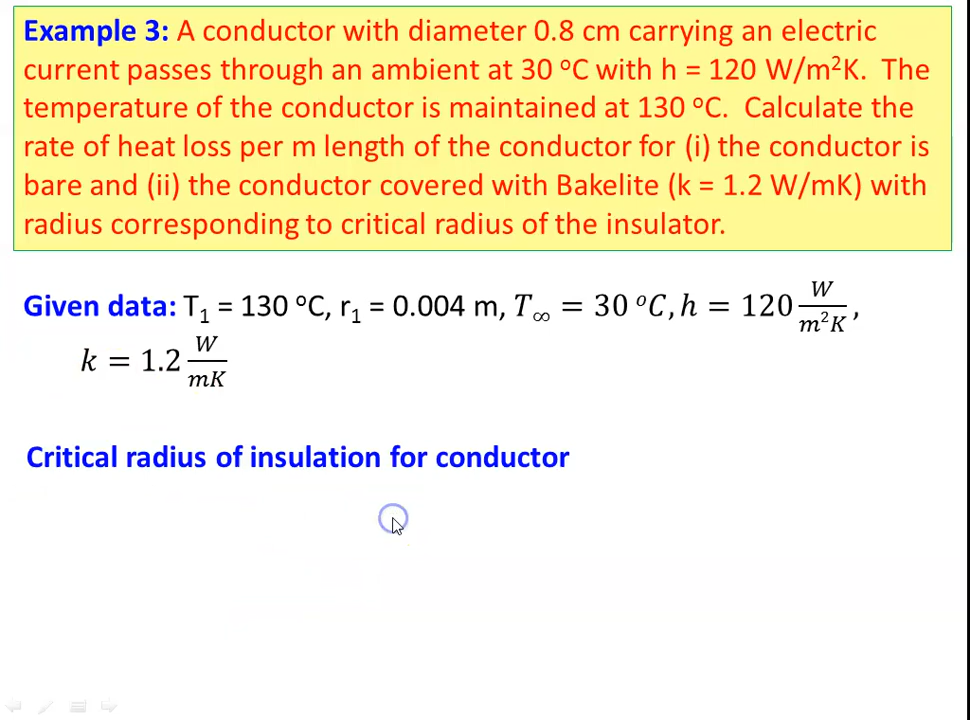 Example 3: A conductor with diameter 0.8 cm carrying an electric
current passes through an ambient at 30 ᵒC with h = 120 W/m²K. The
temperature of the conductor is maintained at 130 ᵒC. Calculate the
rate of heat loss per m length of the conductor for (i) the conductor is
bare and (ii) the conductor covered with Bakelite (k = 1.2 W/mK) with
radius corresponding to critical radius of the insulator.
Given data: T₁ = 130 ᵒC, r₁ = 0.004 m, T∞ = 30 ᵒC, h = 120 W/m²K,
k = 1.2 W/mK
Critical radius of insulation for conductor